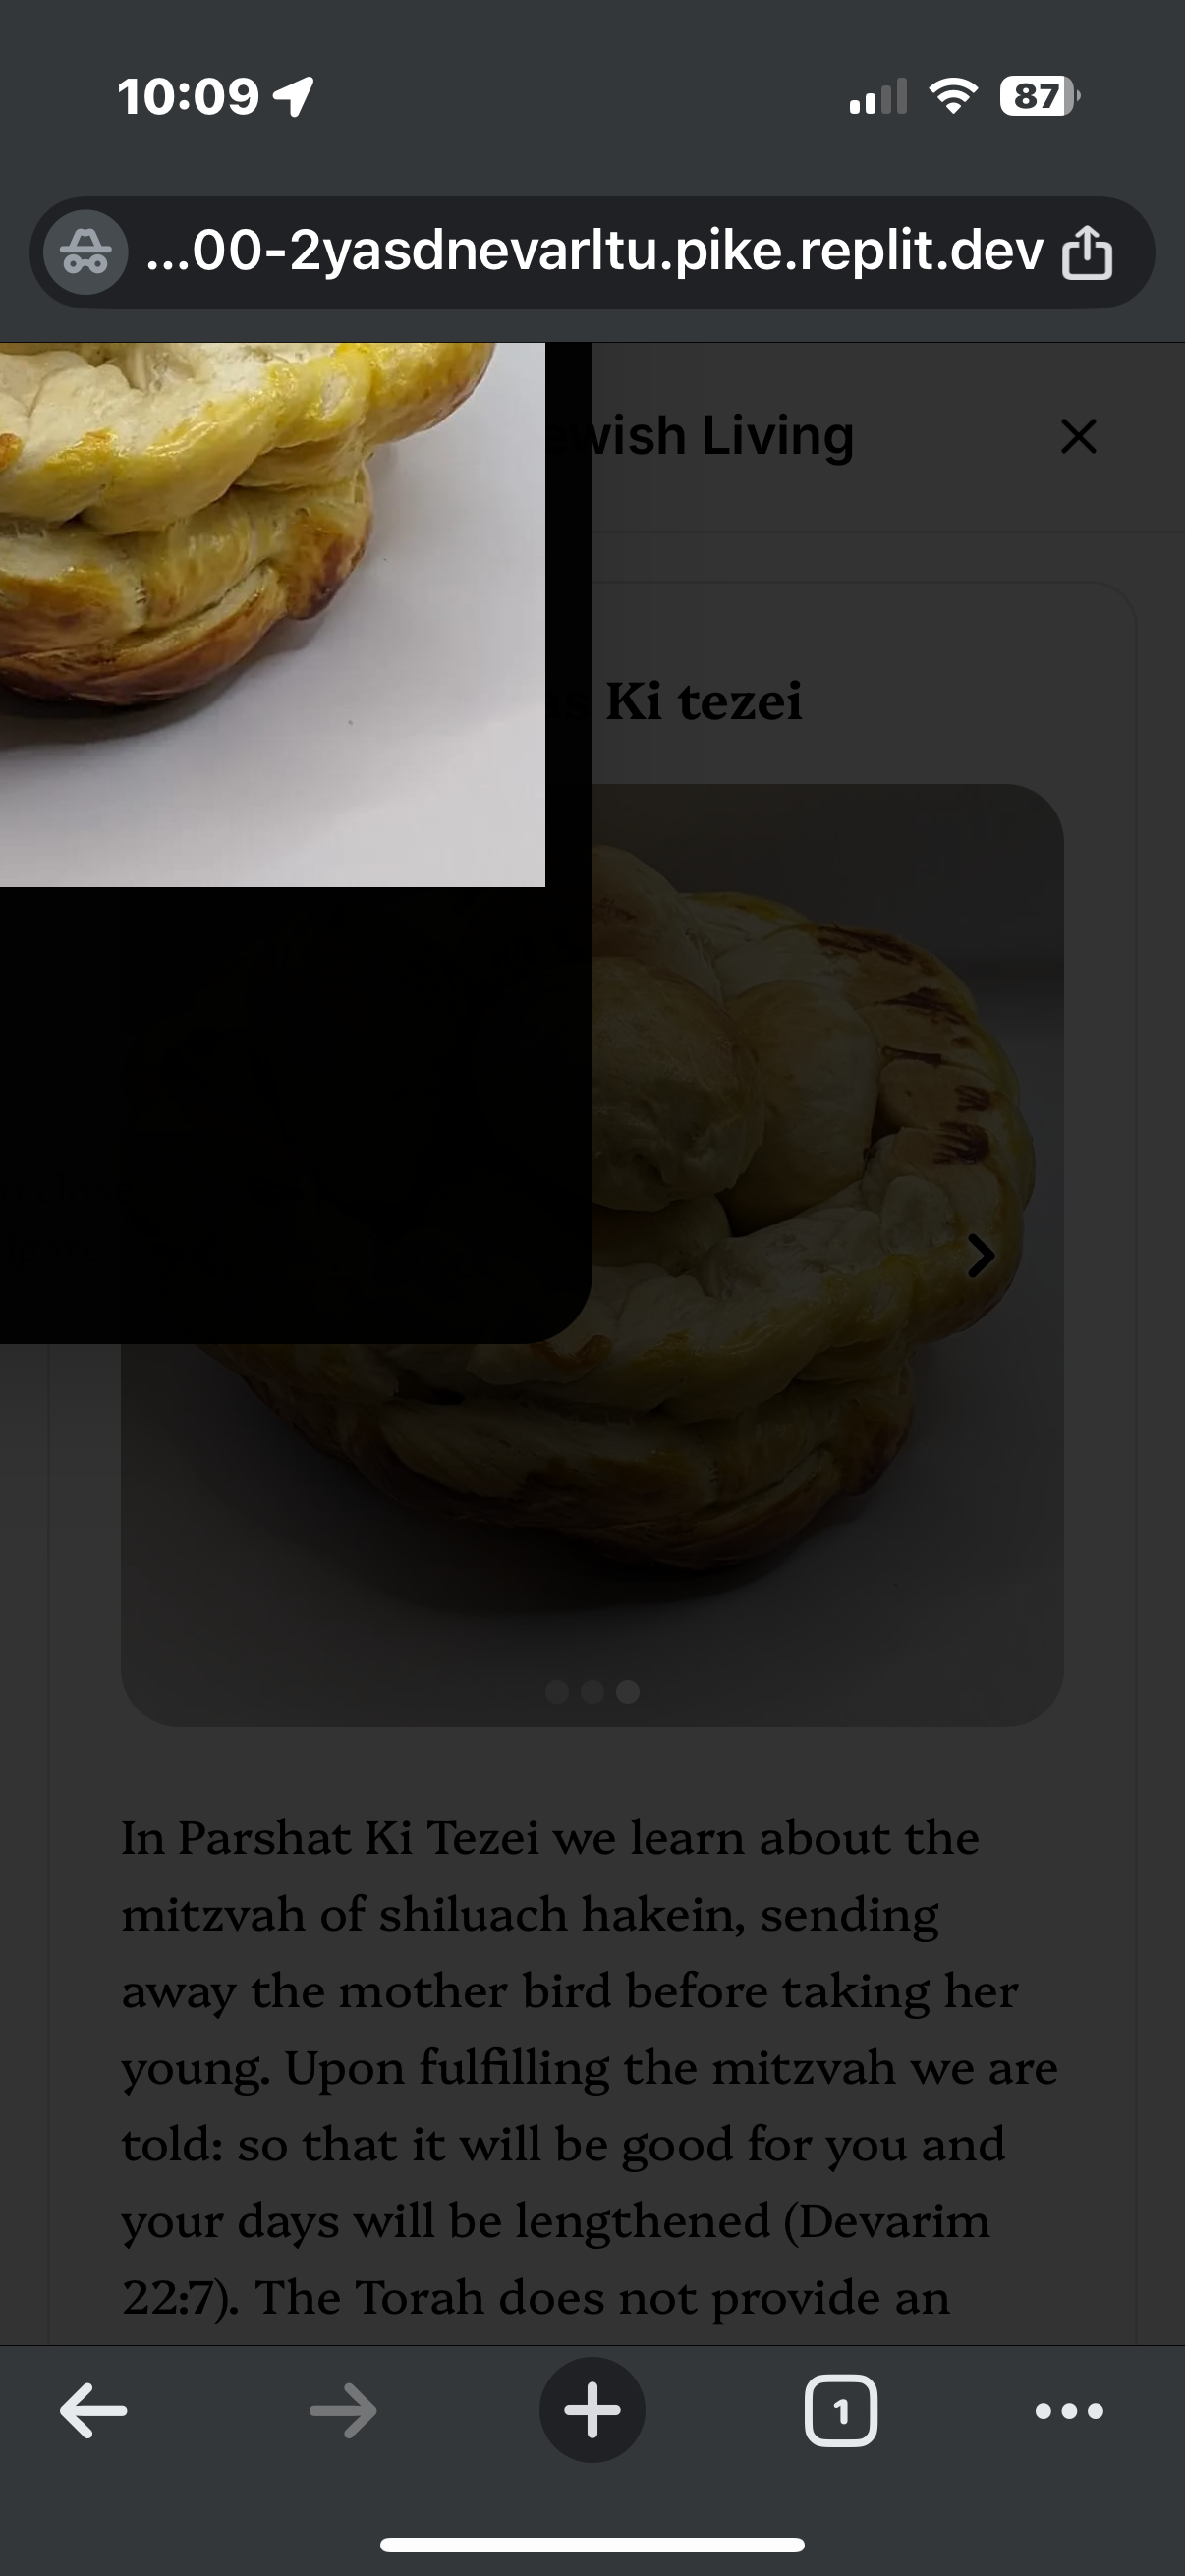 10:09
87
...00-2yasdnevarltu.pike.replit.dev
ewish Living
as Ki tezei
In Parshat Ki Tezei we learn about the
mitzvah of shiluach hakein, sending
away the mother bird before taking her
young. Upon fulfilling the mitzvah we are
told: so that it will be good for you and
your days will be lengthened (Devarim
22:7). The Torah does not provide an
1